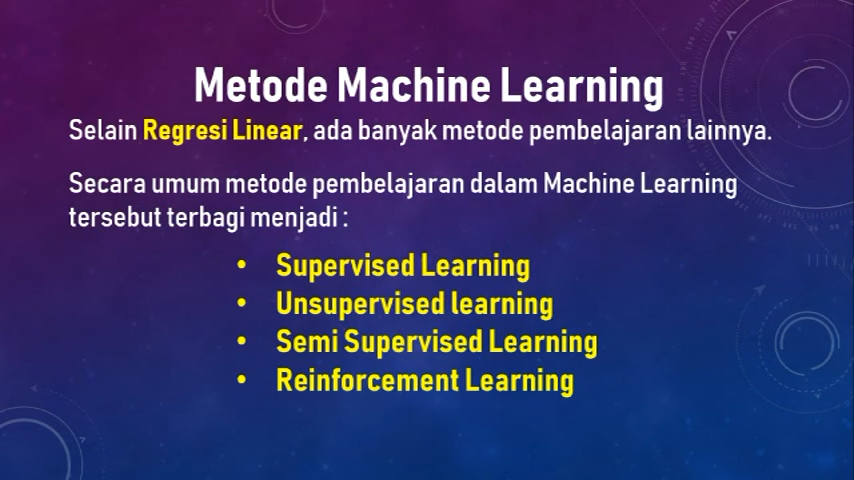 Metode Machine Learning
Selain Regresi Linear, ada banyak metode pembelajaran lainnya.
Secara umum metode pembelajaran dalam Machine Learning
tersebut terbagi menjadi :
• Supervised Learning
• Unsupervised learning
• Semi Supervised Learning
• Reinforcement Learning